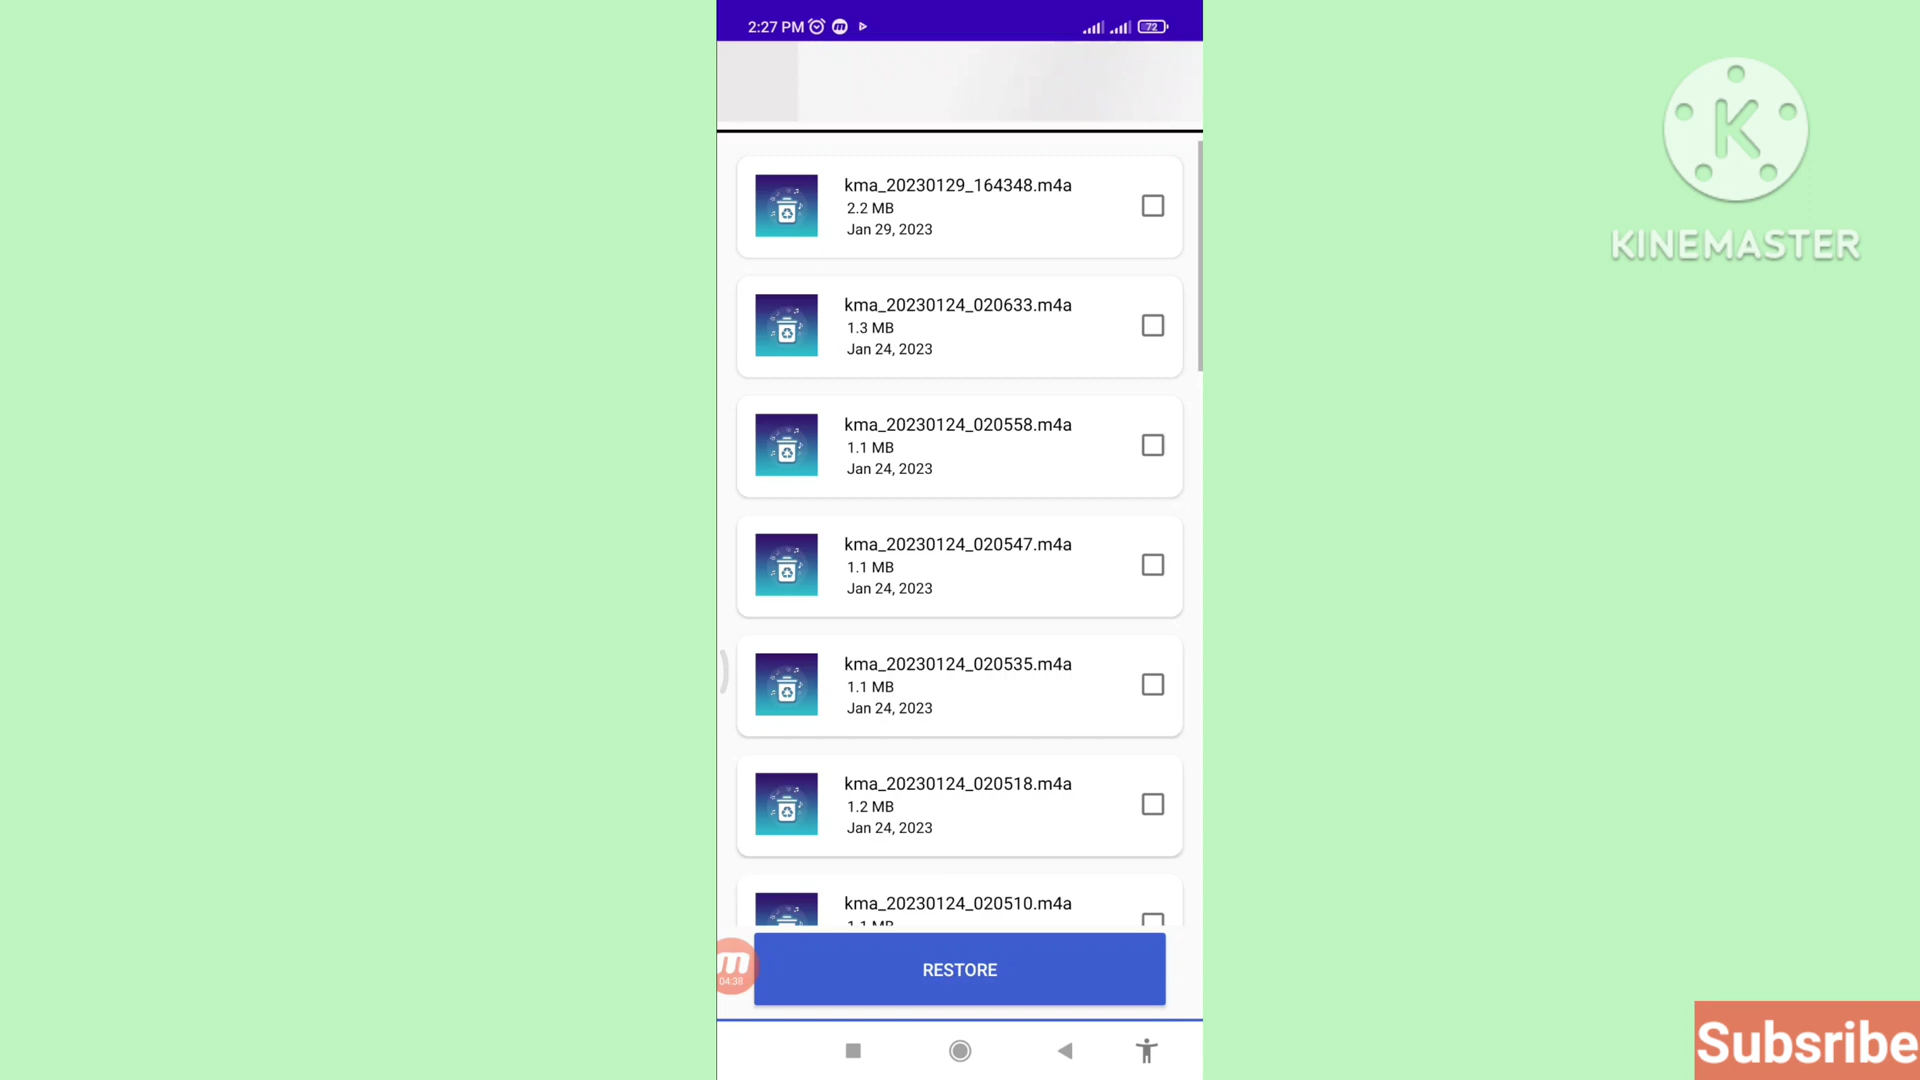 2:27 PM
72
kma_20230129_164348.m4a
2.2 MB
Jan 29, 2023
kma_20230124_020633.m4a
1.3 MB
Jan 24, 2023
kma_20230124_020558.m4a
1.1 MB
Jan 24, 2023
kma_20230124_020547.m4a
1.1 MB
Jan 24, 2023
kma_20230124_020535.m4a
1.1 MB
Jan 24, 2023
kma_20230124_020518.m4a
1.2 MB
Jan 24, 2023
kma_20230124_020510.m4a
1.1 MB
04:38
RESTORE
K
KINEMASTER
Subsribe